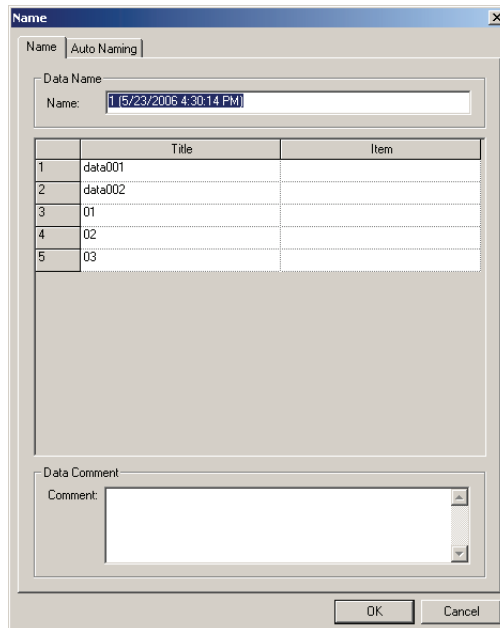 Name
Name Auto Naming
Data Name
Name: 1 (5/23/2006 4:30:14 PM)
Title Item
1 data001
2 data002
3 01
4 02
5 03
Data Comment
Comment:
OK Cancel